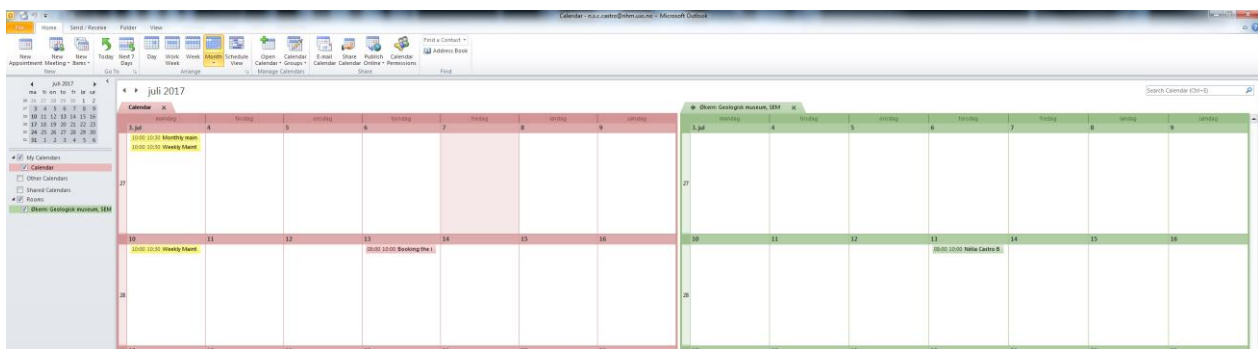 Calendar - n.s.c.castro@nhm.uio.no - Microsoft Outlook
File Home Send / Receive Folder View
New Appointment
New Meeting
New Items
New
Today
Next 7 Days
Go To
Day
Work Week
Week
Month
Schedule View
Arrange
Open Calendar
Calendar Groups
Manage Calendars
E-mail Calendar
Share Calendar
Publish Online
Calendar Permissions
Share
Find a Contact
Address Book
Find
juli 2017
ma ti on to fr lø sø
26 27 28 29 30 1 2
3 4 5 6 7 8 9
10 11 12 13 14 15 16
17 18 19 20 21 22 23
24 25 26 27 28 29 30
31 1 2 3 4 5 6
My Calendars
Calendar
Other Calendars
Shared Calendars
Rooms
Økern: Geologisk museum, SEM
juli 2017
Search Calendar (Ctrl+E)
Calendar
mandag tirsdag onsdag torsdag fredag lørdag søndag
3. jul 4 5 6 7 8 9
10:00 10:30 Monthly main
10:00 10:30 Weekly Maint
27
10 11 12 13 14 15 16
10:00 10:30 Weekly Maint
08:00 10:00 Booking the
28
Økern: Geologisk museum, SEM
mandag tirsdag onsdag torsdag fredag lørdag søndag
3. jul 4 5 6 7 8 9
27
10 11 12 13 14 15 16
08:00 10:00 Nélia Castro B
28